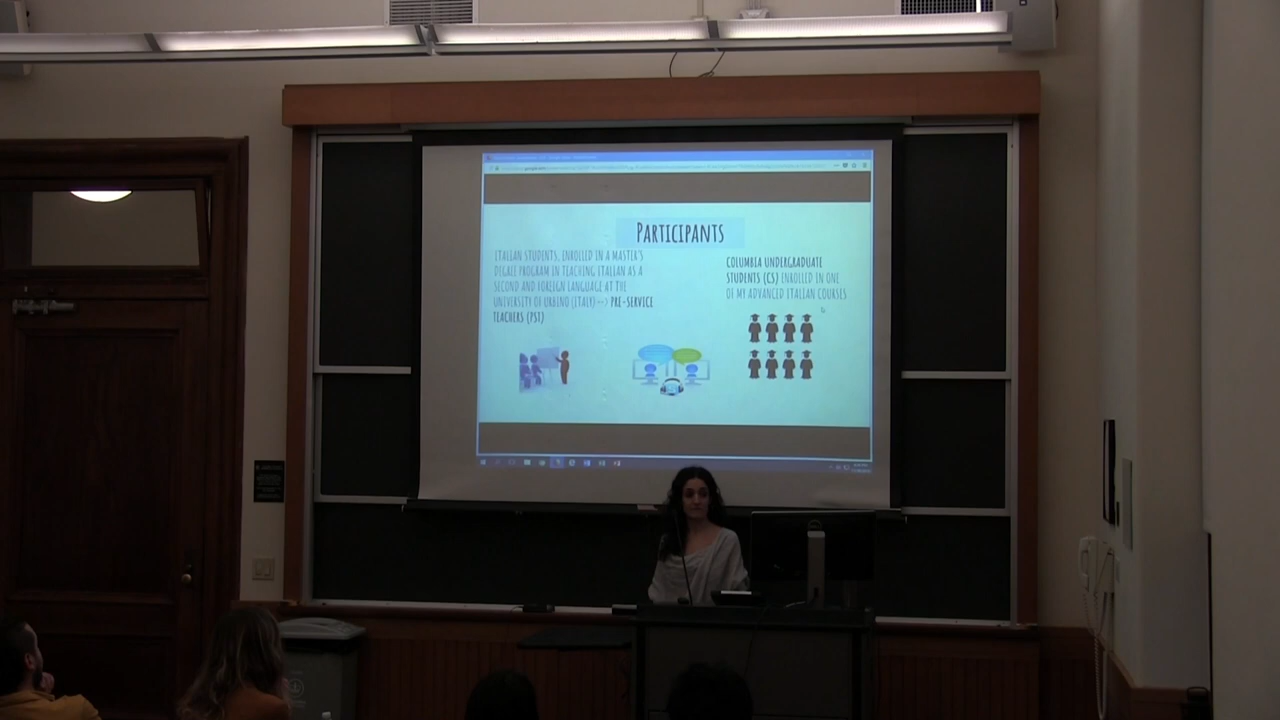 PARTICIPANTS
ITALIAN STUDENTS, ENROLLED IN A MASTER'S
DEGREE PROGRAM IN TEACHING ITALIAN AS A
SECOND AND FOREIGN LANGUAGE AT THE
UNIVERSITY OF URBINO (ITALY)==> PRE-SERVICE
TEACHERS (PST)
COLUMBIA UNDERGRADUATE
STUDENTS (CS) ENROLLED IN ONE
OF MY ADVANCED ITALIAN COURSES